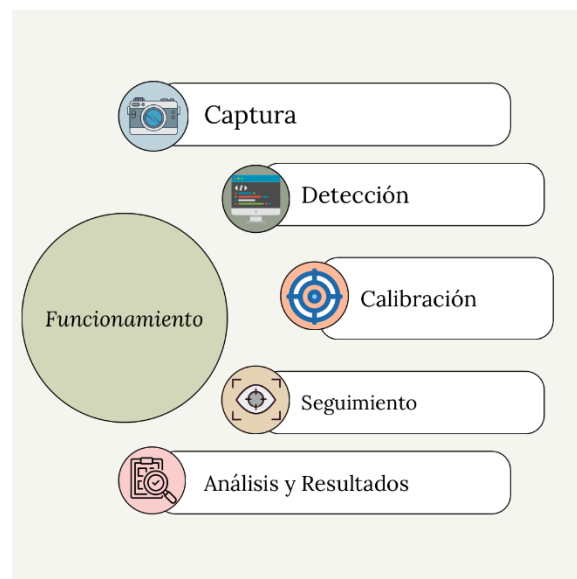 Captura
Detección
Calibración
Funcionamiento
Seguimiento
Análisis y Resultados